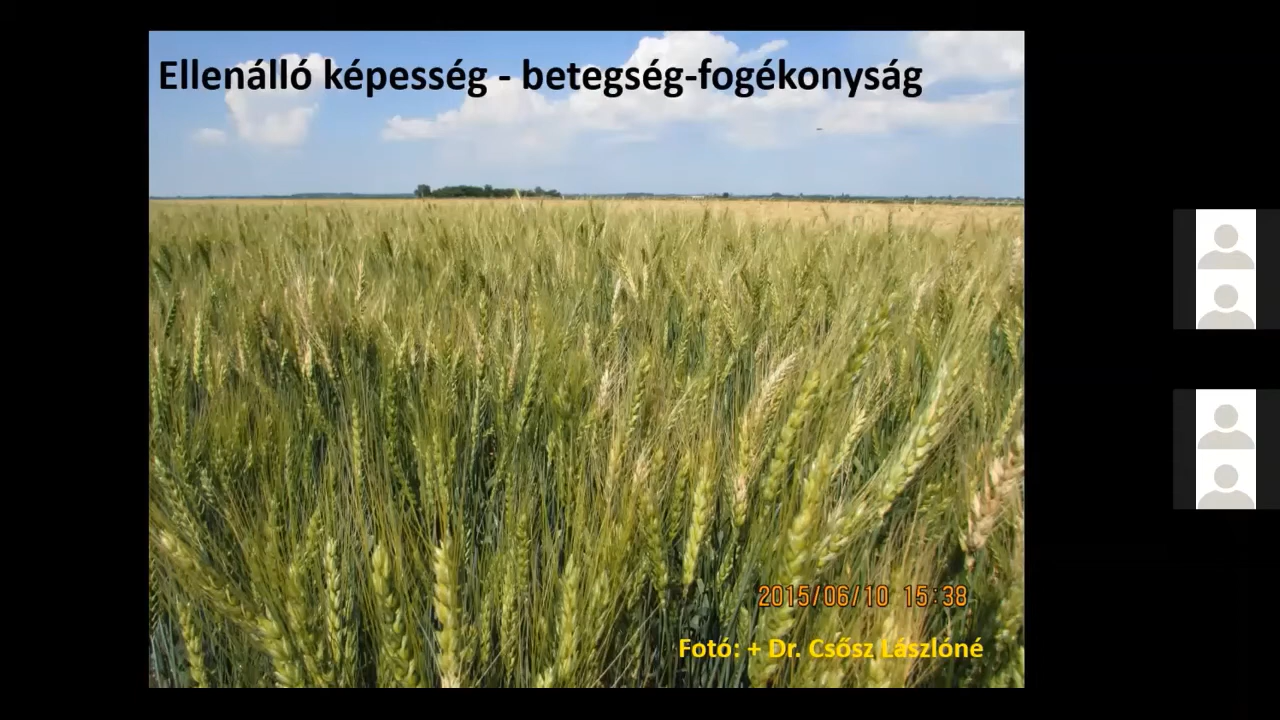 Ellenálló képesség - betegség-fogékonyság
2015/06/10 15:38
Fotó: + Dr. Csősz Lászlóné